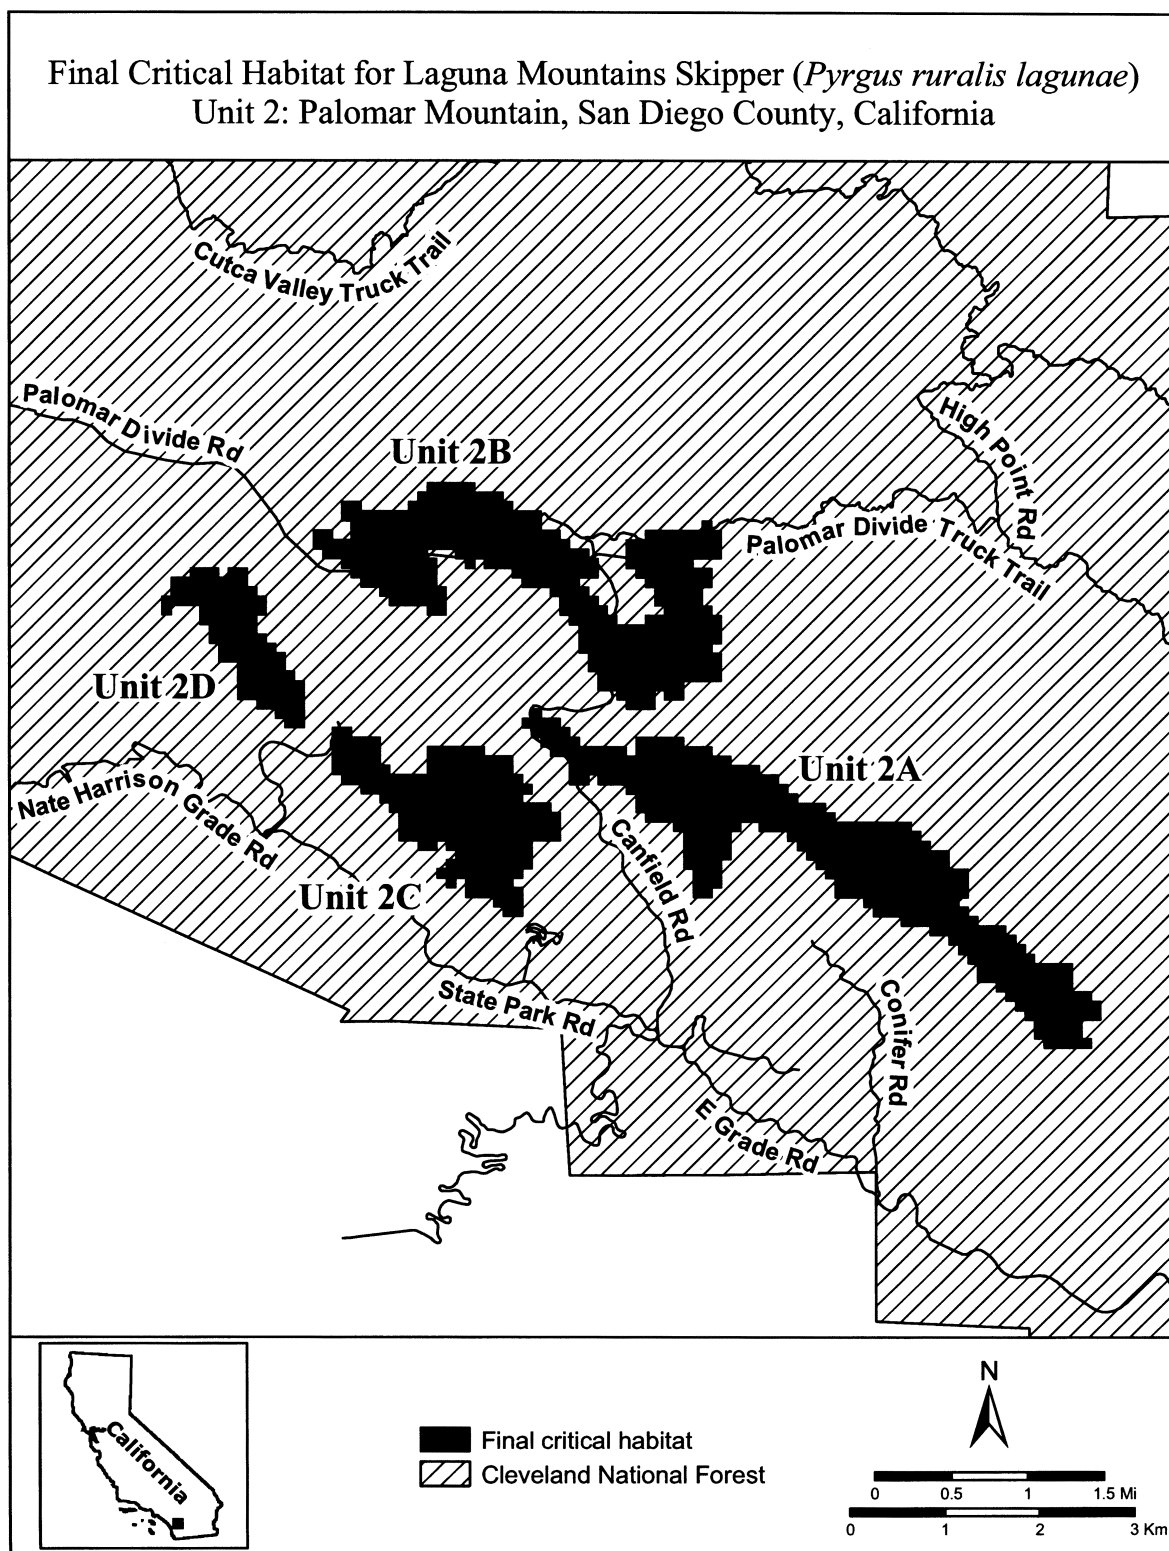 Final Critical Habitat for Laguna Mountains Skipper (Pyrgus ruralis lagunae)
Unit 2: Palomar Mountain, San Diego County, California
Cutca Valley Truck Trail
Palomar Divide Rd
Unit 2B
High Point Rd
Palomar Divide Truck Trail
Unit 2D
Unit 2A
Nate Harrison Grade Rd
Canfield Rd
Unit 2C
State Park Rd
Conifer Rd
E Grade Rd
California
Final critical habitat
Cleveland National Forest
N
0 0.5 1 1.5 Mi
0 1 2 3 Km